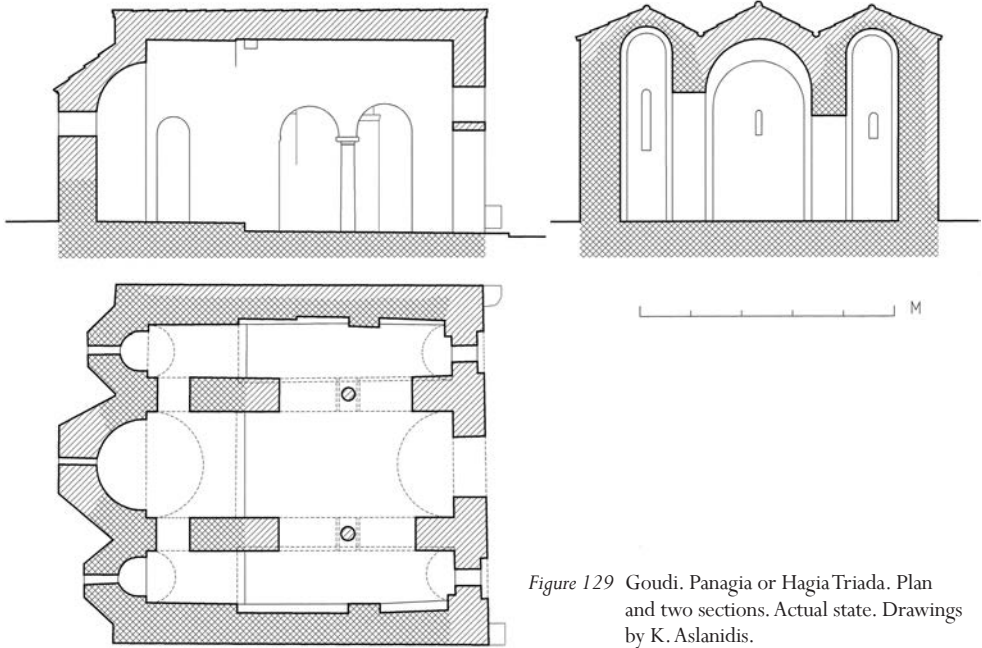 M
Figure 129 Goudi. Panagia or Hagia Triada. Plan
and two sections. Actual state. Drawings
by K. Aslanidis.